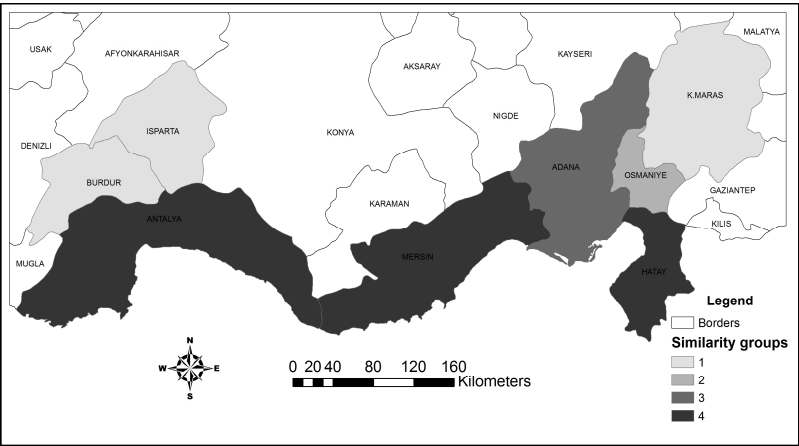 MALATYA
USAK
AFYONKARAHISAR
KAYSERI
AKSARAY
K.MARAS
NIGDE
ISPARTA
KONYA
DENIZLI
ADANA
OSMANIYE
BURDUR
GAZIANTEP
KARAMAN
ANTALYA
KILIS
MERSIN
MUGLA
HATAY
Legend
Borders
Similarity groups
1
2
3
4
N
W E
S
0 20 40 80 120 160
Kilometers